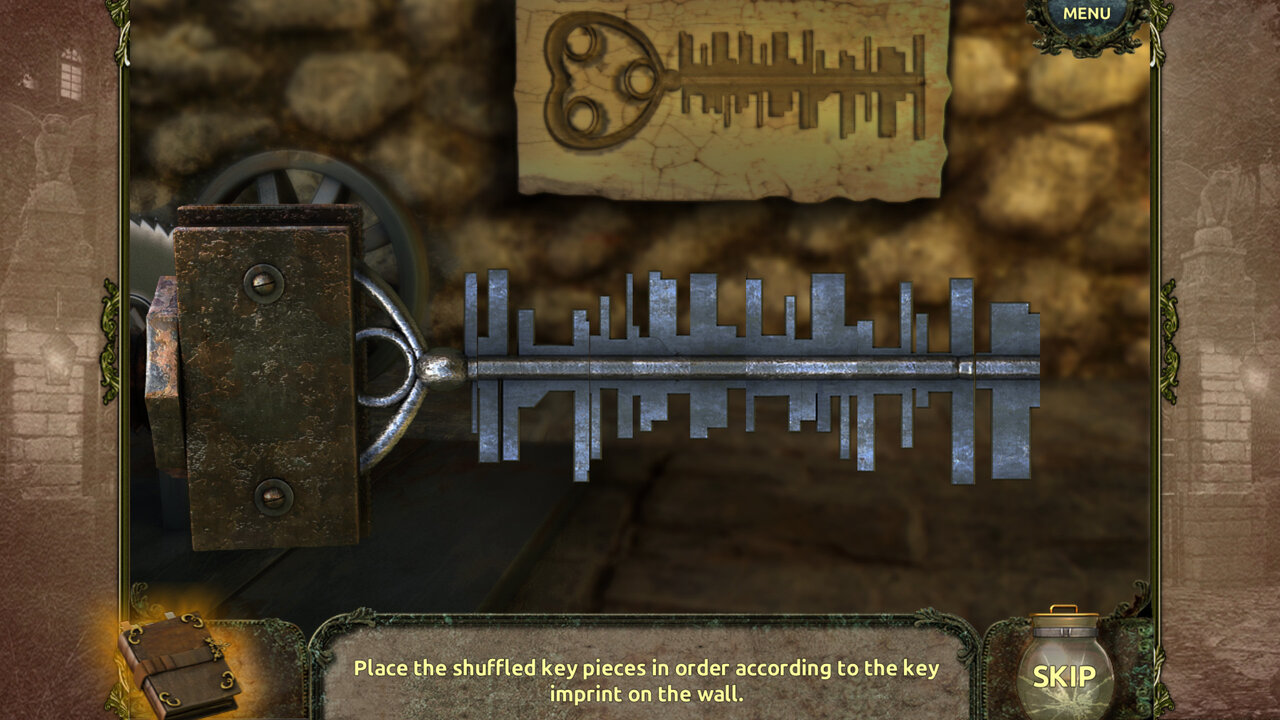 MENU
Place the shuffled key pieces in order according to the key
imprint on the wall.
SKIP